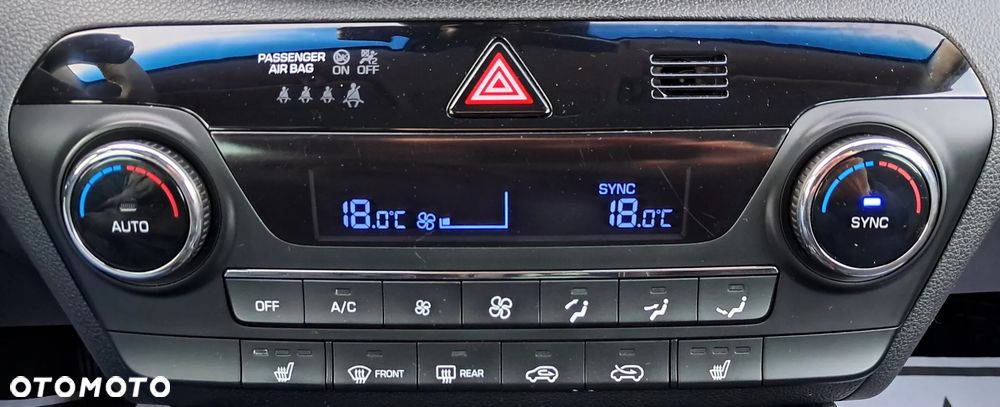 PASSENGER
AIR BAG ON OFF
SYNC
18.0°C 18.0°C
AUTO SYNC
OFF A/C
FRONT REAR
OTOMOTO